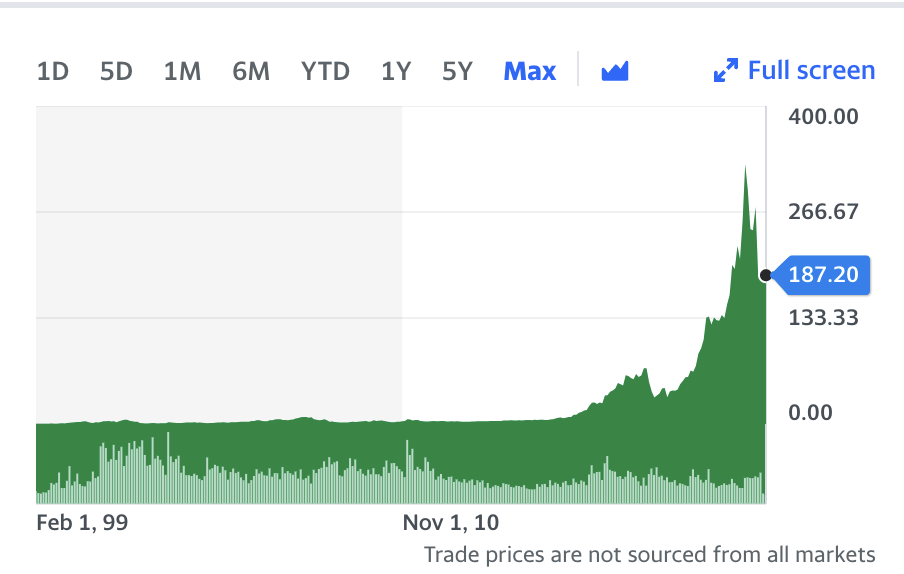 1D 5D 1M 6M YTD 1Y 5Y Max Full screen
400.00
266.67
187.20
133.33
0.00
Feb 1, 99 Nov 1, 10
Trade prices are not sourced from all markets